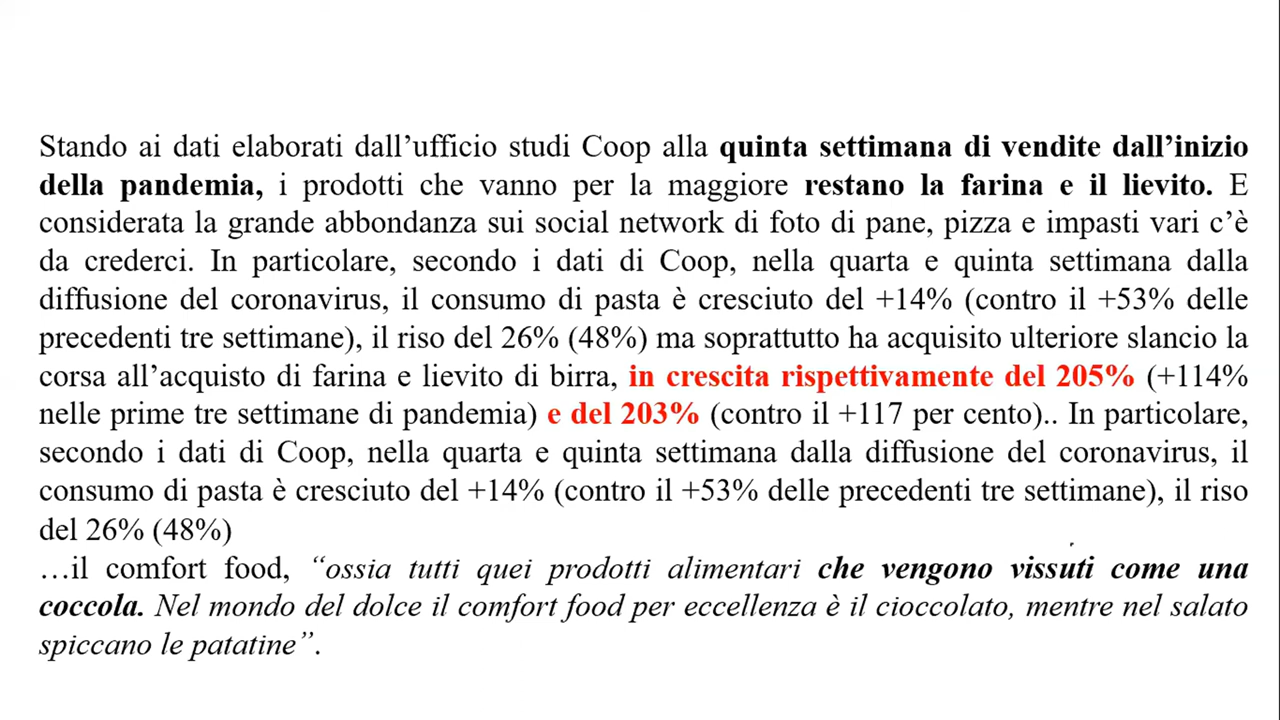 Stando ai dati elaborati dall’ufficio studi Coop alla quinta settimana di vendite dall’inizio
della pandemia, i prodotti che vanno per la maggiore restano la farina e il lievito. E
considerata la grande abbondanza sui social network di foto di pane, pizza e impasti vari c’è
da crederci. In particolare, secondo i dati di Coop, nella quarta e quinta settimana dalla
diffusione del coronavirus, il consumo di pasta è cresciuto del +14% (contro il +53% delle
precedenti tre settimane), il riso del 26% (48%) ma soprattutto ha acquisito ulteriore slancio la
corsa all’acquisto di farina e lievito di birra, in crescita rispettivamente del 205% (+114%
nelle prime tre settimane di pandemia) e del 203% (contro il +117 per cento).. In particolare,
secondo i dati di Coop, nella quarta e quinta settimana dalla diffusione del coronavirus, il
consumo di pasta è cresciuto del +14% (contro il +53% delle precedenti tre settimane), il riso
del 26% (48%)
…il comfort food, “ossia tutti quei prodotti alimentari che vengono vissuti come una
coccola. Nel mondo del dolce il comfort food per eccellenza è il cioccolato, mentre nel salato
spiccano le patatine”.